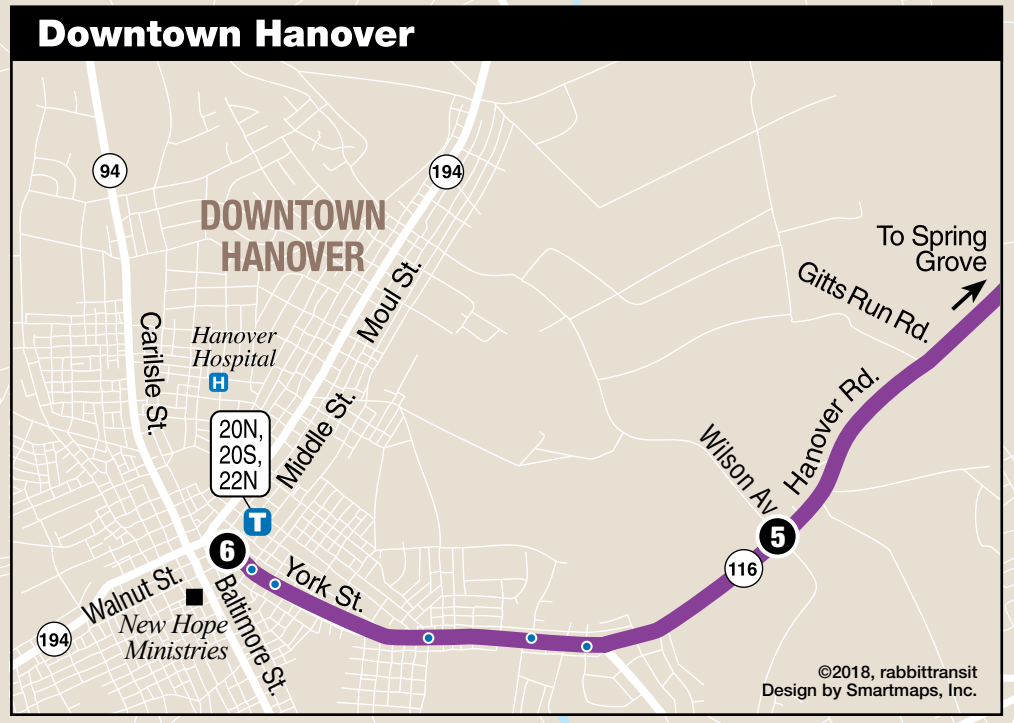 Downtown Hanover
94
194
DOWNTOWN
HANOVER
To Spring
Grove
Gitts Run Rd.
Moul St.
Carilsle St.
Hanover
Hospital
H
Hanover Rd.
Middle St.
20N,
20S,
22N
Wilson Av
T
5
6
116
York St.
Walnut St.
Baltimore St.
New Hope
Ministries
194
©2018, rabbittransit
Design by Smartmaps, Inc.